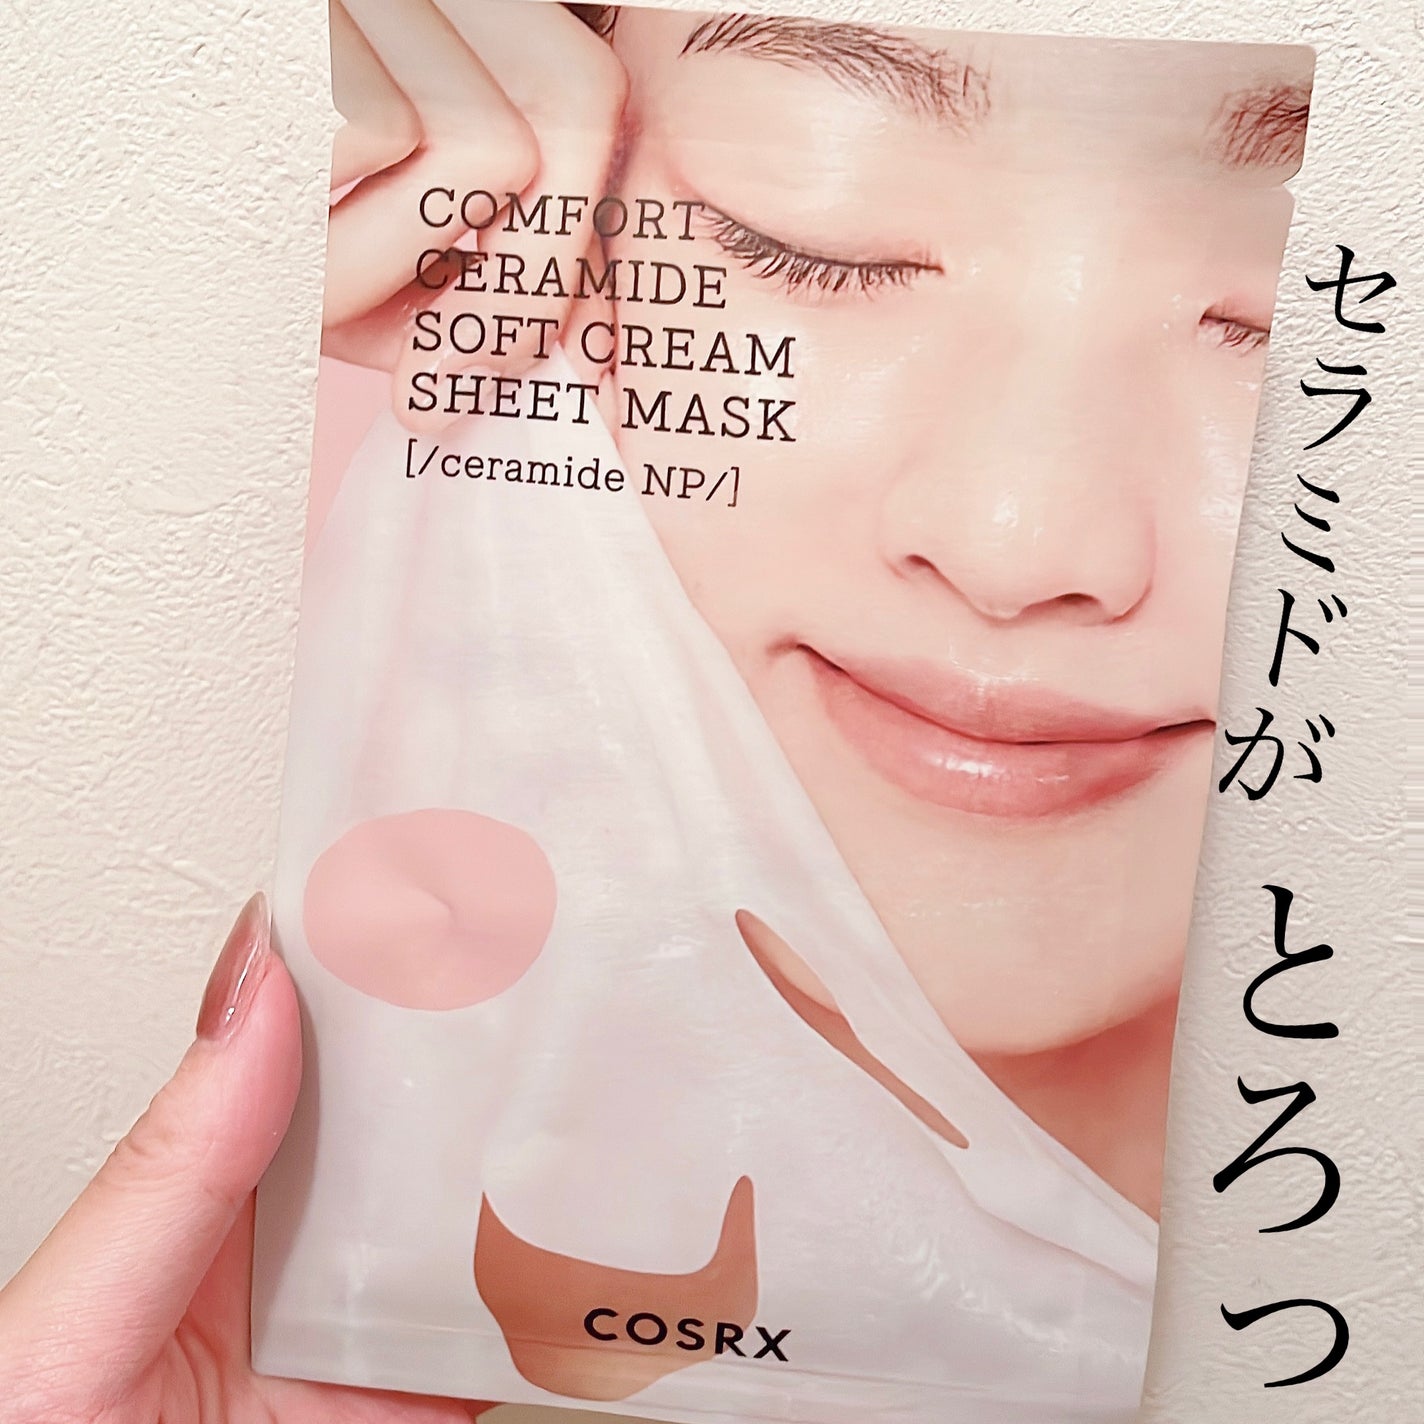 COMFORT
CERAMIDE
SOFT CREAM
SHEET MASK
[/ceramide NP/]
COSRX
セラミドが とろっ